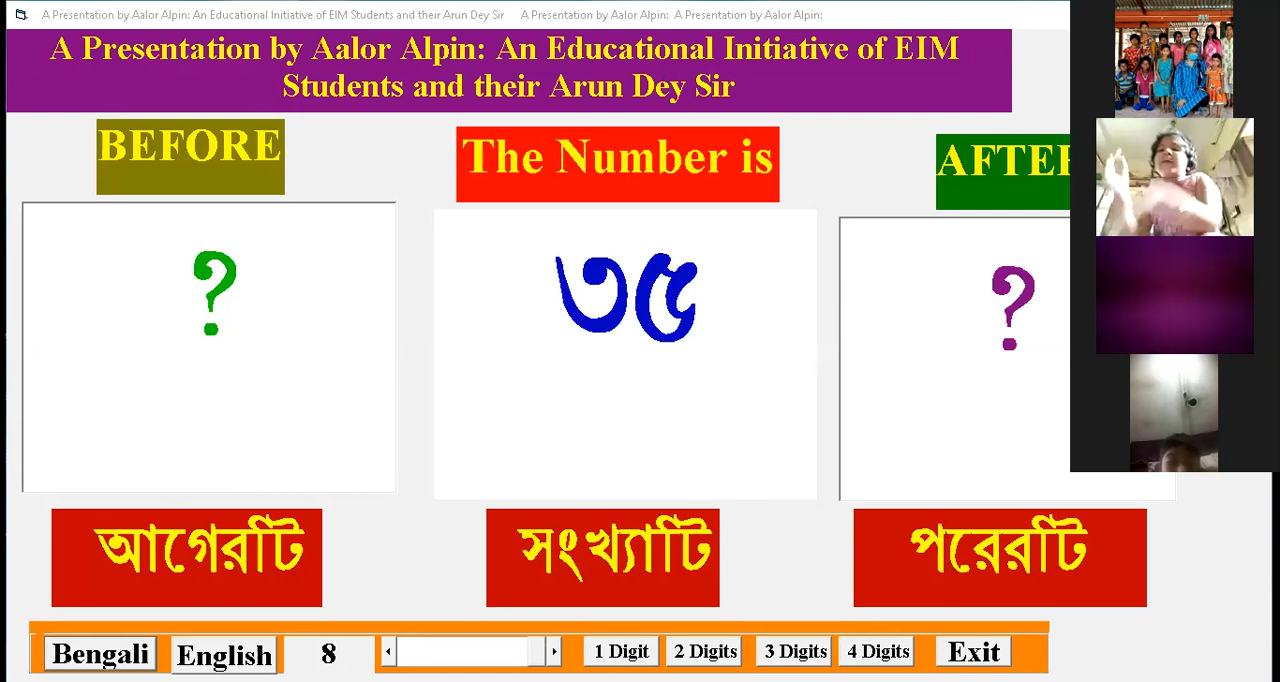 A Presentation by Aalor Alpin: An Educational Initiative of EIM Students and their Arun Dey Sir A Presentation by Aalor Alpin: A Presentation by Aalor Alpin:
A Presentation by Aalor Alpin: An Educational Initiative of EIM
Students and their Arun Dey Sir
BEFORE
The Number is
AFTER
?
৩৫
?
আগেরটি
সংখ্যাটি
পরেরটি
Bengali English 8 1 Digit 2 Digits 3 Digits 4 Digits Exit